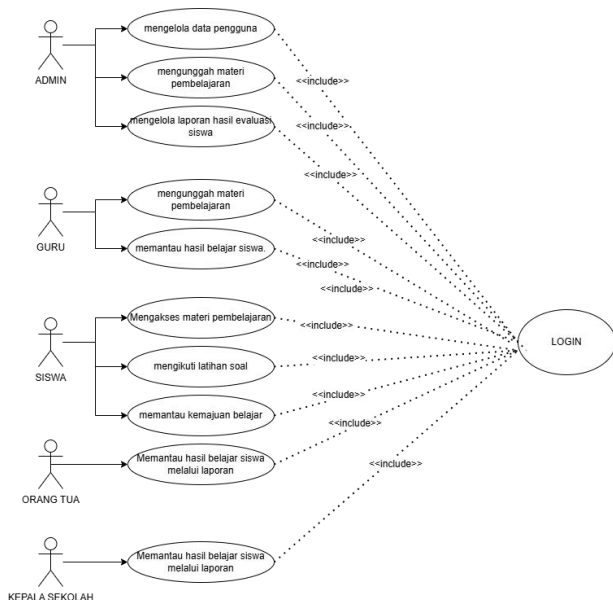 mengelola data pengguna
<<include>>
ADMIN
mengunggah materi
pembelajaran
<<include>>
mengelola laporan hasil evaluasi
siswa
<<include>>
mengunggah materi
pembelajaran
<<include>>
GURU
memantau hasil belajar siswa.
<<include>>
<<include>>
Mengakses materi pembelajaran
<<include>>
LOGIN
SISWA
mengikuti latihan soal
<<include>>
memantau kemajuan belajar
<<include>>
Memantau hasil belajar siswa
melalui laporan
<<include>>
ORANG TUA
<<include>>
Memantau hasil belajar siswa
melalui laporan
KEPALA SEKOLAH